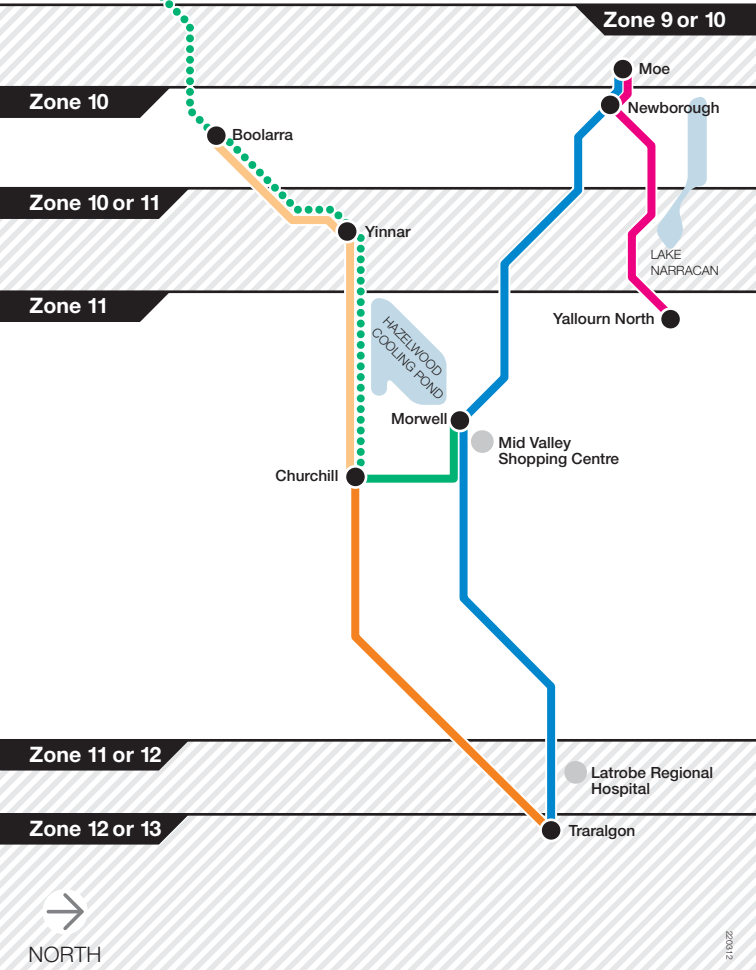 Zone 9 or 10
Moe
Zone 10
Newborough
Boolarra
Zone 10 or 11
Yinnar
LAKE
NARRACAN
Zone 11
Yallourn North
HAZELWOOD
COOLING POND
Morwell
Mid Valley
Shopping Centre
Churchill
Zone 11 or 12
Latrobe Regional
Hospital
Zone 12 or 13
Traralgon
NORTH
220312